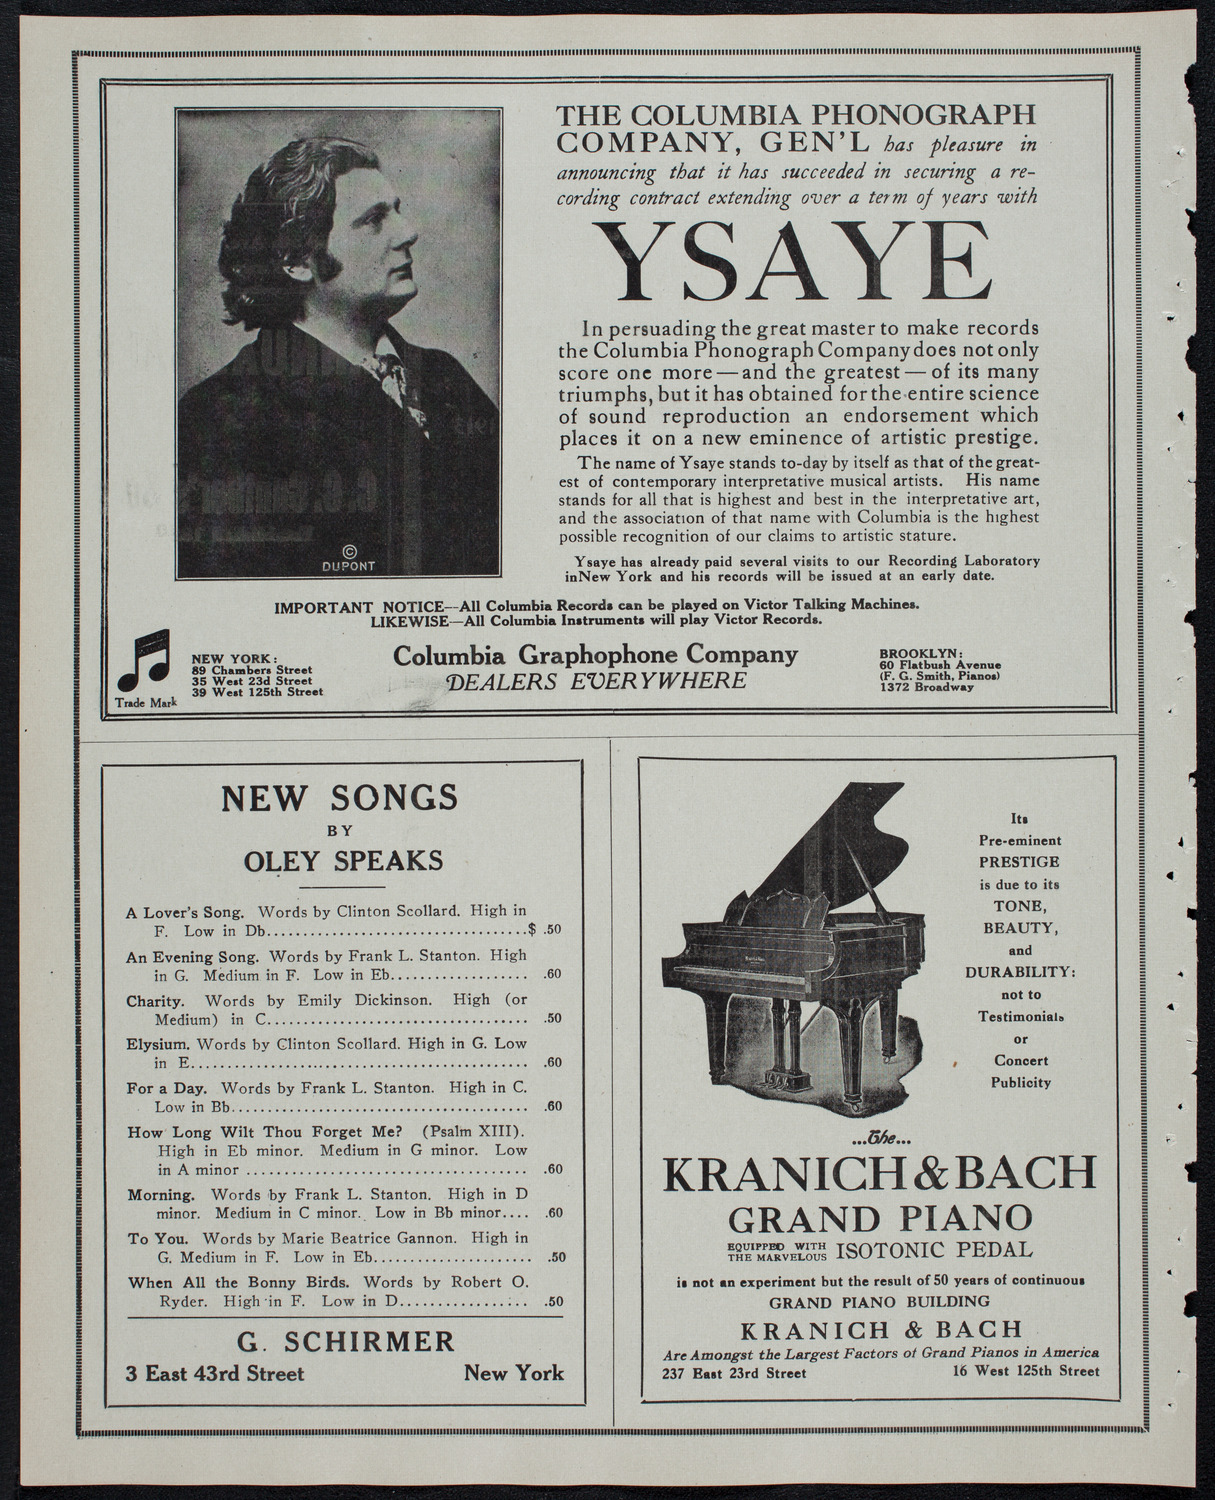 THE COLUMBIA PHONOGRAPH
COMPANY, GEN'L has pleasure in
announcing that it has succeeded in securing a re-
cording contract extending over a term of years with
YSAYE
In persuading the great master to make records
the Columbia Phonograph Company does not only
score one more—and the greatest—of its many
triumphs, but it has obtained for the entire science
of sound reproduction an endorsement which
places it on a new eminence of artistic prestige.
The name of Ysaye stands to-day by itself as that of the great-
est of contemporary interpretative musical artists. His name
stands for all that is highest and best in the interpretative art,
and the association of that name with Columbia is the highest
possible recognition of our claims to artistic stature.
Ysaye has already paid several visits to our Recording Laboratory
in New York and his records will be issued at an early date.
©
DUPONT
IMPORTANT NOTICE—All Columbia Records can be played on Victor Talking Machines.
LIKEWISE—All Columbia Instruments will play Victor Records.
Trade Mark
NEW YORK:
89 Chambers Street
35 West 23d Street
39 West 125th Street
Columbia Graphophone Company
DEALERS EVERYWHERE
BROOKLYN:
60 Flatbush Avenue
(F. G. Smith, Pianos)
1372 Broadway
NEW SONGS
BY
OLEY SPEAKS
A Lover's Song. Words by Clinton Scollard. High in
F. Low in Db....................................$ .50
An Evening Song. Words by Frank L. Stanton. High
in G. Medium in F. Low in Eb................... .60
Charity. Words by Emily Dickinson. High (or
Medium) in C.................................... .50
Elysium. Words by Clinton Scollard. High in G. Low
in E............................................... .60
For a Day. Words by Frank L. Stanton. High in C.
Low in Bb......................................... .60
How Long Wilt Thou Forget Me? (Psalm XIII).
High in Eb minor. Medium in G minor. Low
in A minor ....................................... .60
Morning. Words by Frank L. Stanton. High in D
minor. Medium in C minor. Low in Bb minor.... .60
To You. Words by Marie Beatrice Gannon. High in
G. Medium in F. Low in Eb...................... .50
When All the Bonny Birds. Words by Robert O.
Ryder. High in F. Low in D.................. .50
G. SCHIRMER
3 East 43rd Street New York
Its
Pre-eminent
PRESTIGE
is due to its
TONE,
BEAUTY,
and
DURABILITY:
not to
Testimonials
or
Concert
Publicity
...The...
KRANICH & BACH
GRAND PIANO
EQUIPPED WITH
THE MARVELOUS ISOTONIC PEDAL
is not an experiment but the result of 50 years of continuous
GRAND PIANO BUILDING
KRANICH & BACH
Are Amongst the Largest Factors of Grand Pianos in America
237 East 23rd Street 16 West 125th Street